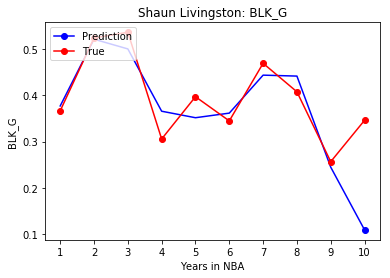 Shaun Livingston: BLK_G
Prediction
True
BLK_G
0.5
0.4
0.3
0.2
0.1
1 2 3 4 5 6 7 8 9 10
Years in NBA